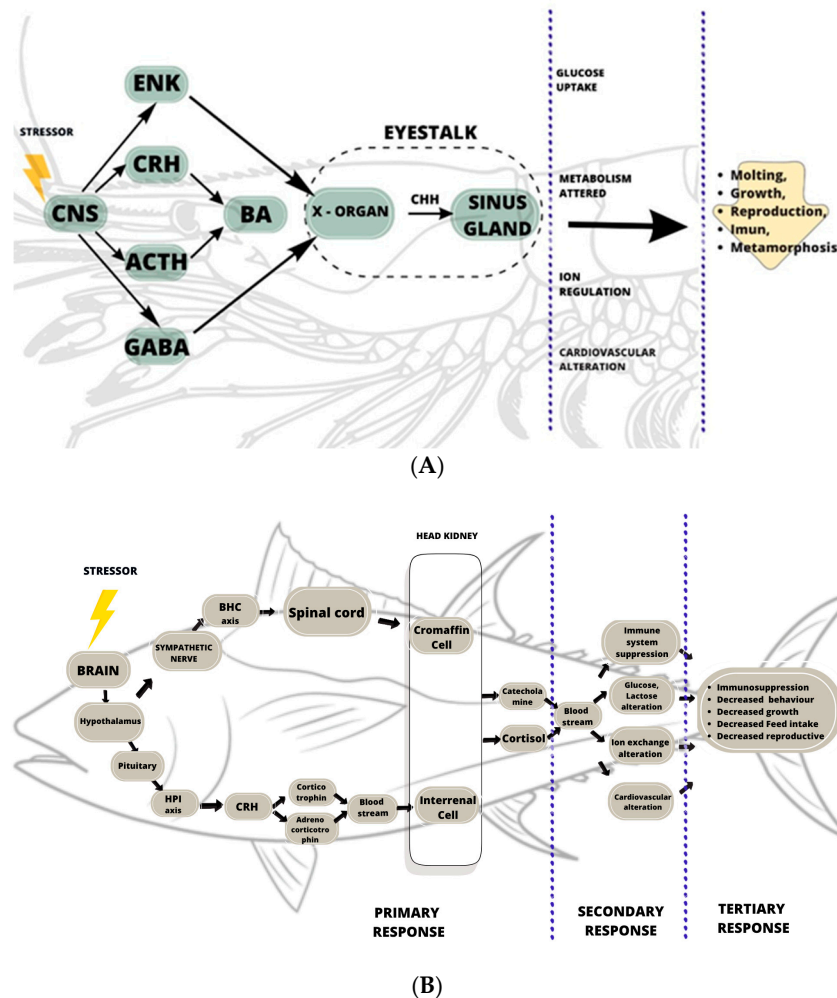 STRESSOR
CNS
ENK
CRH
ACTH
GABA
BA
EYESTALK
X - ORGAN
CHH
SINUS
GLAND
GLUCOSE
UPTAKE
METABOLISM
ATTERED
ION
REGULATION
CARDIOVASCULAR
ALTERATION
• Molting,
• Growth,
• Reproduction,
• Imun,
• Metamorphosis
(A)
STRESSOR
BRAIN
Hypothalamus
SYMPATHETIC
NERVE
BHC
axis
Spinal cord
Pituitary
HPI
axis
CRH
Cortico
trophin
Adreno
corticotro
phin
Blood
stream
HEAD KIDNEY
Cromaffin
Cell
Interrenal
Cell
Catechola
mine
Cortisol
Blood
stream
Immune
system
suppression
Glucose,
Lactose
alteration
Ion exchange
alteration
Cardiovascular
alteration
• Immunosuppression
• Decreased behaviour
• Decreased growth
• Decreased Feed intake
• Decreased reproductive
PRIMARY
RESPONSE
SECONDARY
RESPONSE
TERTIARY
RESPONSE
(B)